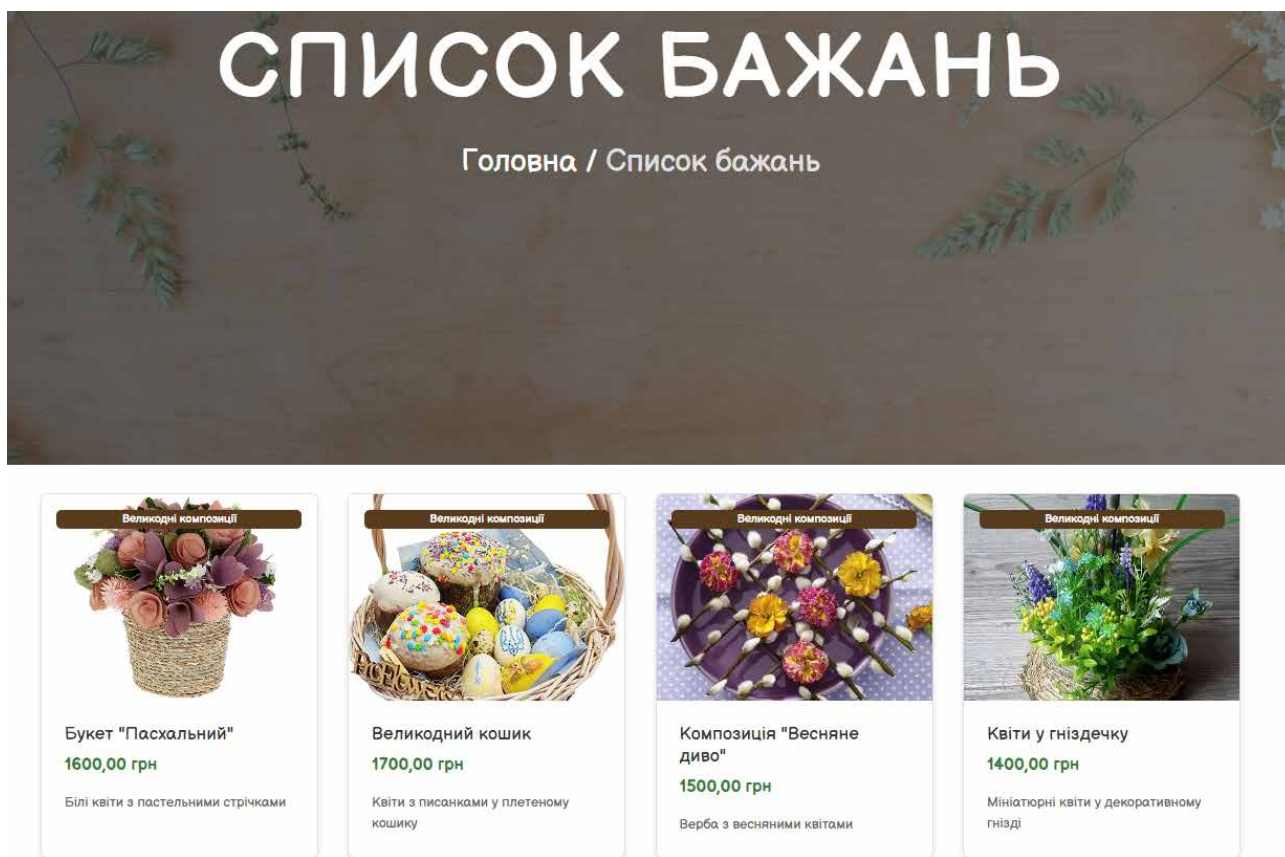 СПИСОК БАЖАНЬ
Головна / Список бажань
Великодні композиції
Букет "Пасхальний"
1600,00 грн
Білі квіти з пастельними стрічками
Великодні композиції
Великодний кошик
1700,00 грн
Квіти з писанками у плетеному
кошику
Великодні композиції
Композиція "Весняне
диво"
1500,00 грн
Верба з весняними квітами
Великодні композиції
Квіти у гніздечку
1400,00 грн
Мініатюрні квіти у декоративному
гнізді